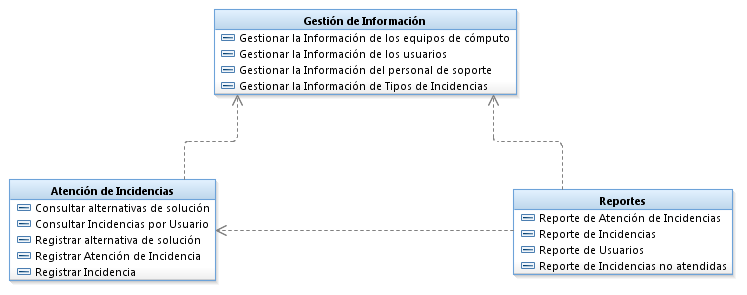 Gestión de Información
Gestionar la Información de los equipos de cómputo
Gestionar la Información de los usuarios
Gestionar la Información del personal de soporte
Gestionar la Información de Tipos de Incidencias
Atención de Incidencias
Consultar alternativas de solución
Consultar Incidencias por Usuario
Registrar alternativa de solución
Registrar Atención de Incidencia
Registrar Incidencia
Reportes
Reporte de Atención de Incidencias
Reporte de Incidencias
Reporte de Usuarios
Reporte de Incidencias no atendidas